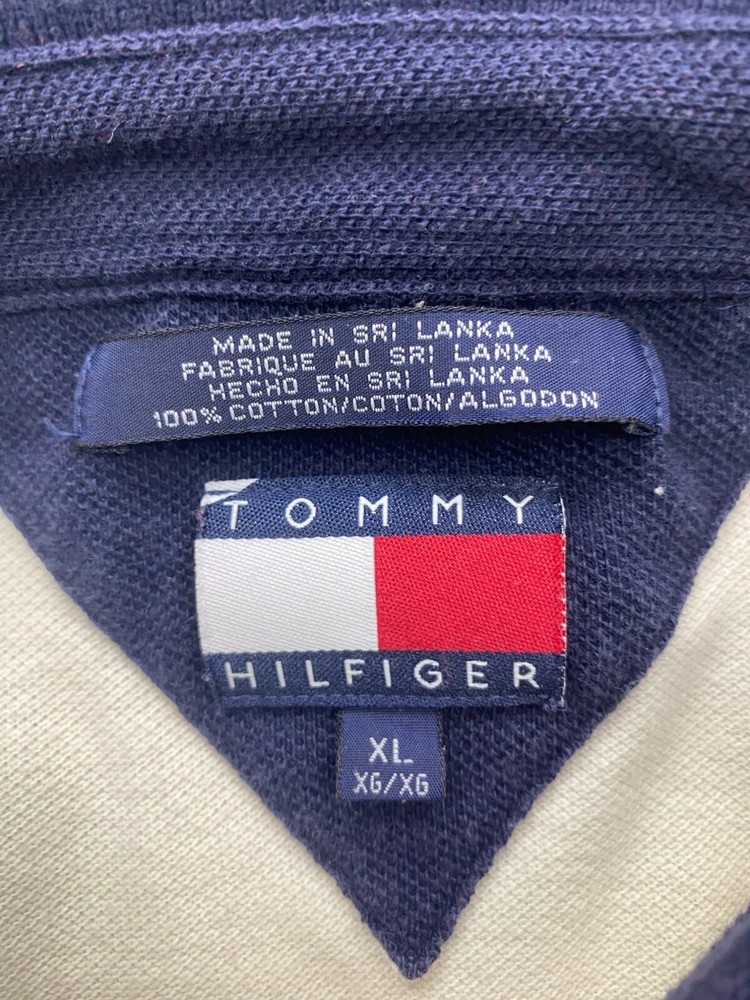 MADE IN SRI LANKA
FABRIQUE AU SRI LANKA
HECHO EN SRI LANKA
100% COTTON/COTON/ALGODON
TOMMY
HILFIGER
XL
XG/XG